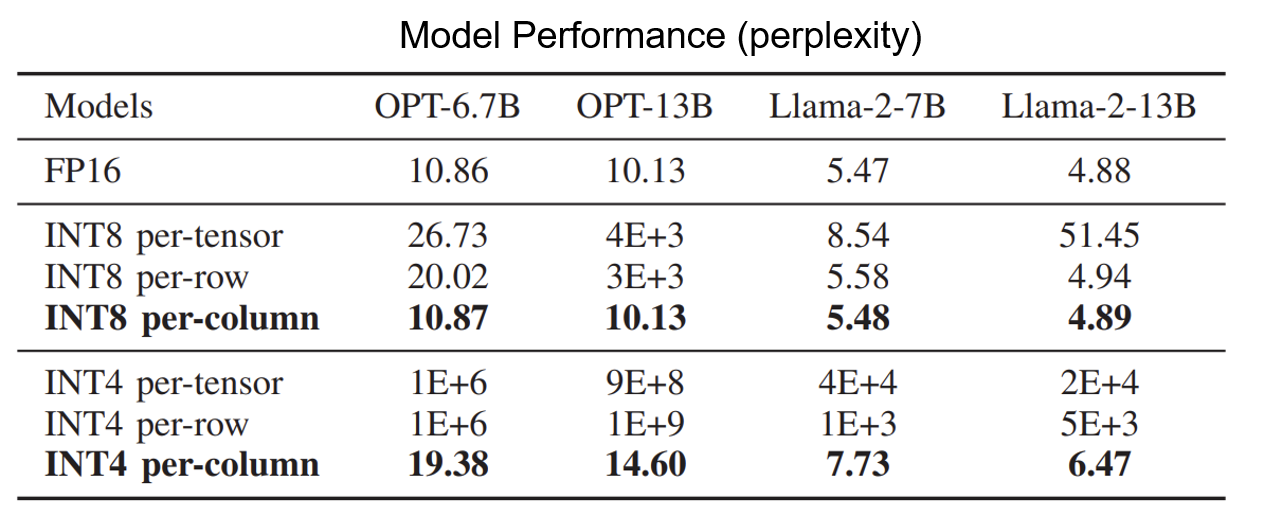 Model Performance (perplexity)
Models OPT-6.7B OPT-13B Llama-2-7B Llama-2-13B
FP16 10.86 10.13 5.47 4.88
INT8 per-tensor 26.73 4E+3 8.54 51.45
INT8 per-row 20.02 3E+3 5.58 4.94
INT8 per-column 10.87 10.13 5.48 4.89
INT4 per-tensor 1E+6 9E+8 4E+4 2E+4
INT4 per-row 1E+6 1E+9 1E+3 5E+3
INT4 per-column 19.38 14.60 7.73 6.47